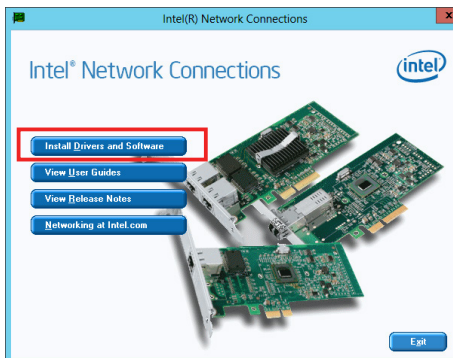 Intel(R) Network Connections
x
Intel® Network Connections
intel
Install Drivers and Software
View User Guides
View Release Notes
Networking at Intel.com
Exit